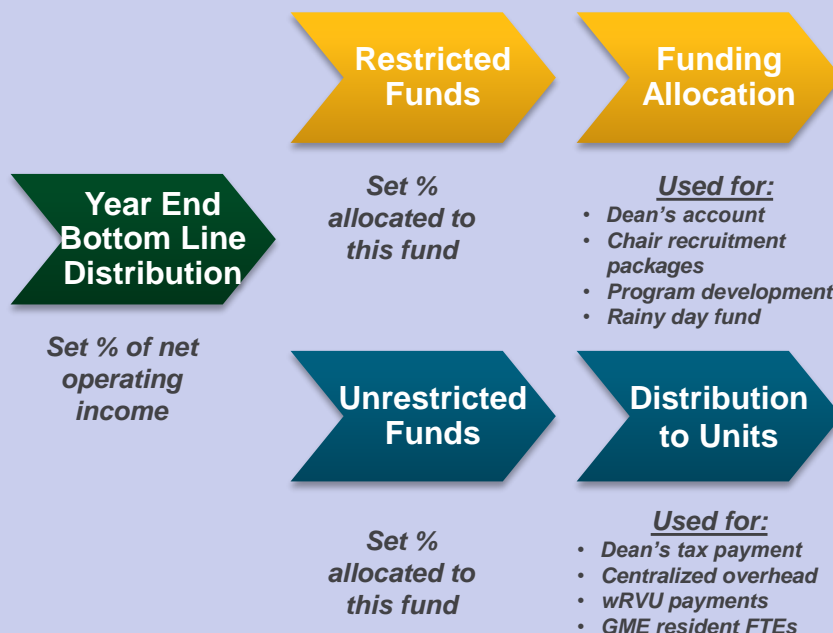 Year End
Bottom Line
Distribution
Set % of net
operating
income
Restricted
Funds
Set %
allocated to
this fund
Funding
Allocation
Used for:
• Dean’s account
• Chair recruitment
packages
• Program development
• Rainy day fund
Unrestricted
Funds
Set %
allocated to
this fund
Distribution
to Units
Used for:
• Dean’s tax payment
• Centralized overhead
• wRVU payments
• GME resident FTEs